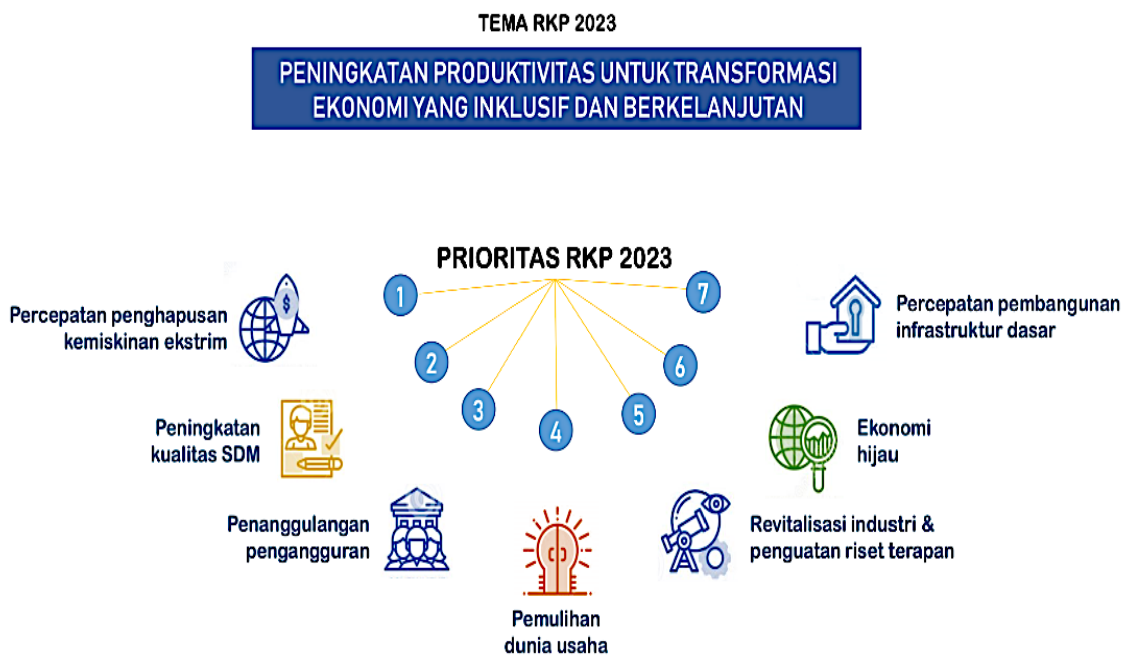 TEMA RKP 2023
PENINGKATAN PRODUKTIVITAS UNTUK TRANSFORMASI
EKONOMI YANG INKLUSIF DAN BERKELANJUTAN
PRIORITAS RKP 2023
1
2
3
4
5
6
7
Percepatan penghapusan
kemiskinan ekstrim
$
Peningkatan
kualitas SDM
Penanggulangan
pengangguran
Pemulihan
dunia usaha
Revitalisasi industri &
penguatan riset terapan
Ekonomi
hijau
Percepatan pembangunan
infrastruktur dasar